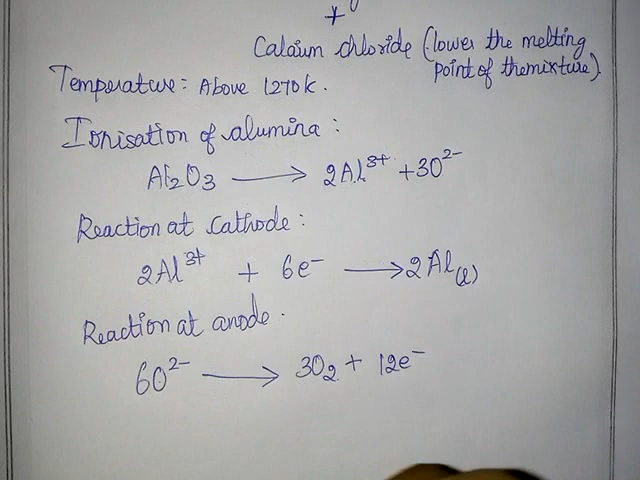 +
Calcium chloride (lower the melting
point of the mixture)
Temperature: Above 1270k.
Ionisation of alumina:
Al2O3 ⟶ 2Al³⁺ + 3O²⁻
Reaction at Cathode:
2Al³⁺ + 6e⁻ ⟶ 2Al(l)
Reaction at anode.
6O²⁻ ⟶ 3O2 + 12e⁻